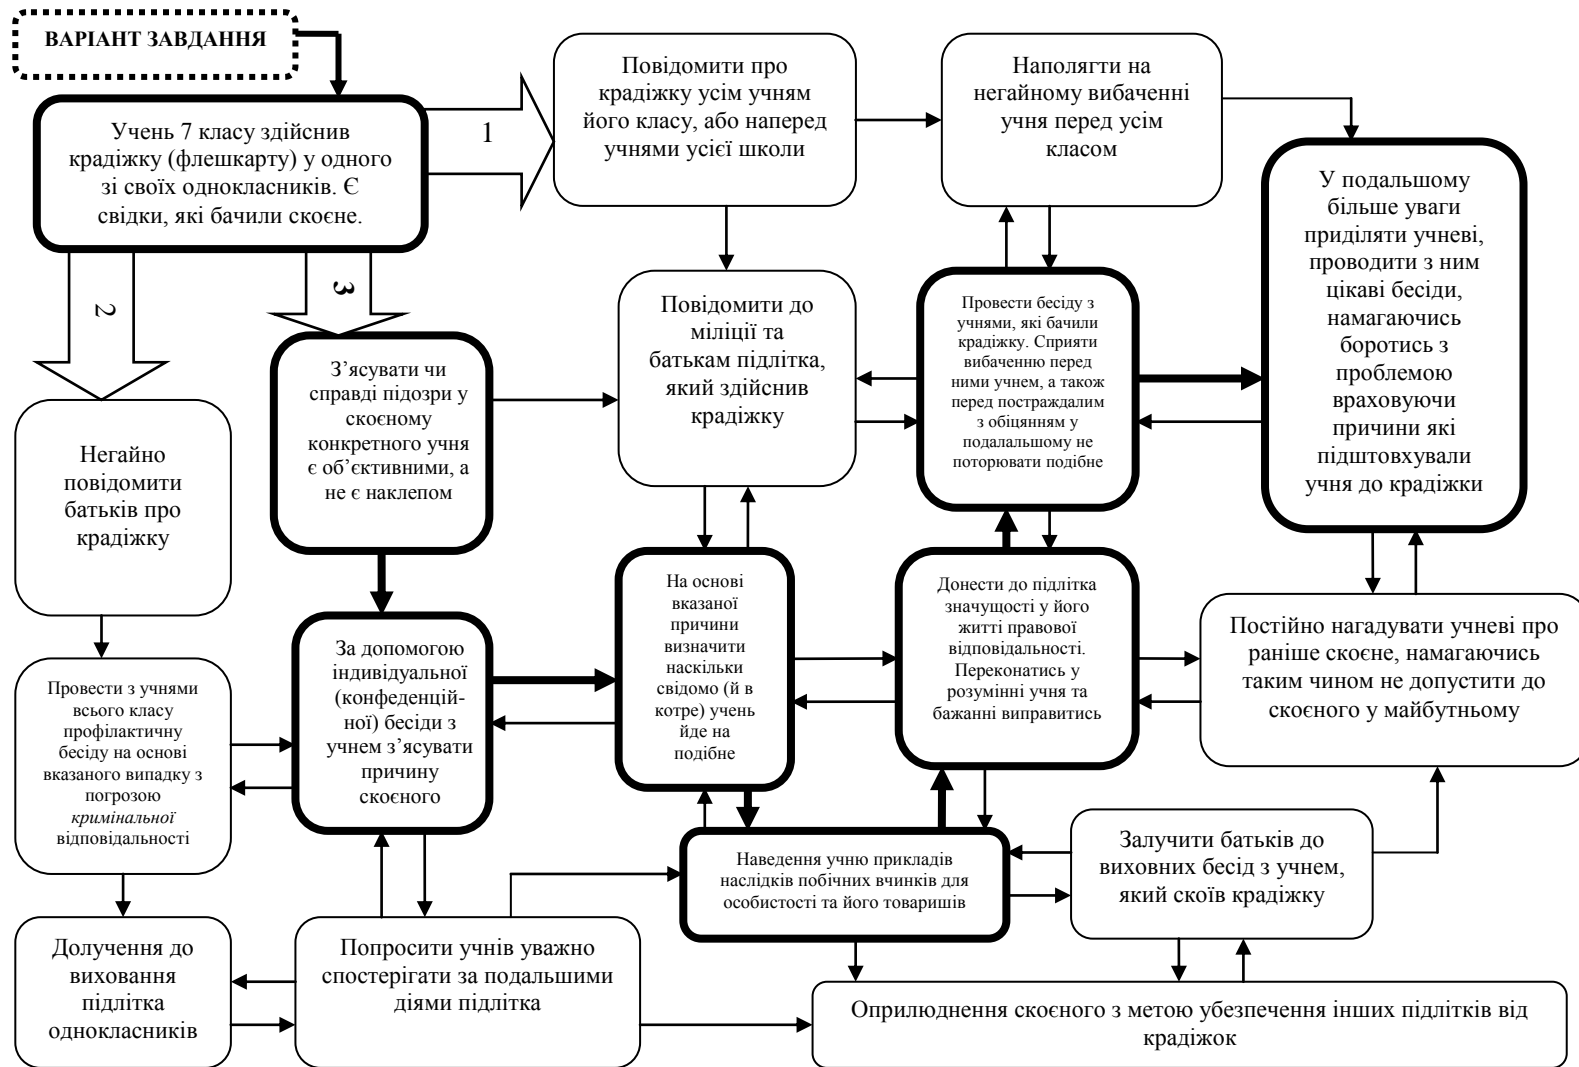 ВАРІАНТ ЗАВДАННЯ
Учень 7 класу здійснив
крадіжку (флешкарту) у одного
зі своїх однокласників. Є
свідки, які бачили скоєне.
1
2
3
Повідомити про
крадіжку усім учням
його класу, або наперед
учнями усієї школи
Наполягти на
негайному вибаченні
учня перед усім
класом
У подальшому
більше уваги
приділяти учневі,
проводити з ним
цікаві бесіди,
намагаючись
боротись з
проблемою
враховуючи
причини які
підштовхували
учня до крадіжки
Повідомити до
міліції та
батькам підлітка,
який здійснив
крадіжку
Провести бесіду з
учнями, які бачили
крадіжку. Сприяти
вибаченню перед
ними учнем, а також
перед постраждалим
з обіцянням у
подалальшому не
поторювати подібне
З’ясувати чи
справді підозри у
скоєному
конкретного учня
є об’єктивними, а
не є наклепом
Негайно
повідомити
батьків про
крадіжку
На основі
вказаної
причини
визначити
наскільки
свідомо (й в
котре) учень
йде на
подібне
Донести до підлітка
значущості у його
житті правової
відповідальності.
Переконатись у
розумінні учня та
бажанні виправитись
Постійно нагадувати учневі про
раніше скоєне, намагаючись
таким чином не допустити до
скоєного у майбутньому
За допомогою
індивідуальної
(конфеденцій-
ної) бесіди з
учнем з’ясувати
причину
скоєного
Провести з учнями
всього класу
профілактичну
бесіду на основі
вказаного випадку з
погрозою
кримінальної
відповідальності
Наведення учню прикладів
наслідків побічних вчинків для
особистості та його товаришів
Залучити батьків до
виховних бесід з учнем,
який скоїв крадіжку
Долучення до
виховання
підлітка
однокласників
Попросити учнів уважно
спостерігати за подальшими
діями підлітка
Оприлюднення скоєного з метою убезпечення інших підлітків від
крадіжок